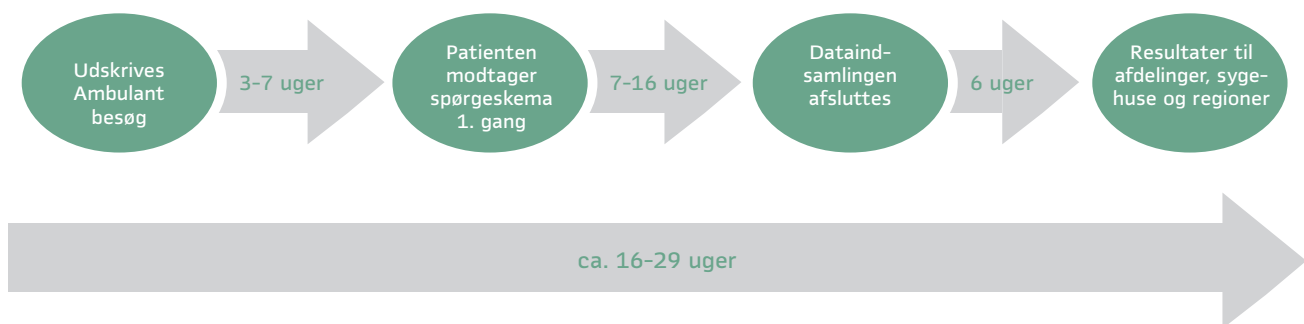 Udskrives
Ambulant
besøg
3-7 uger
Patienten
modtager
spørgeskema
1. gang
7-16 uger
Dataind-
samlingen
afsluttes
6 uger
Resultater til
afdelinger, syge-
huse og regioner
ca. 16-29 uger